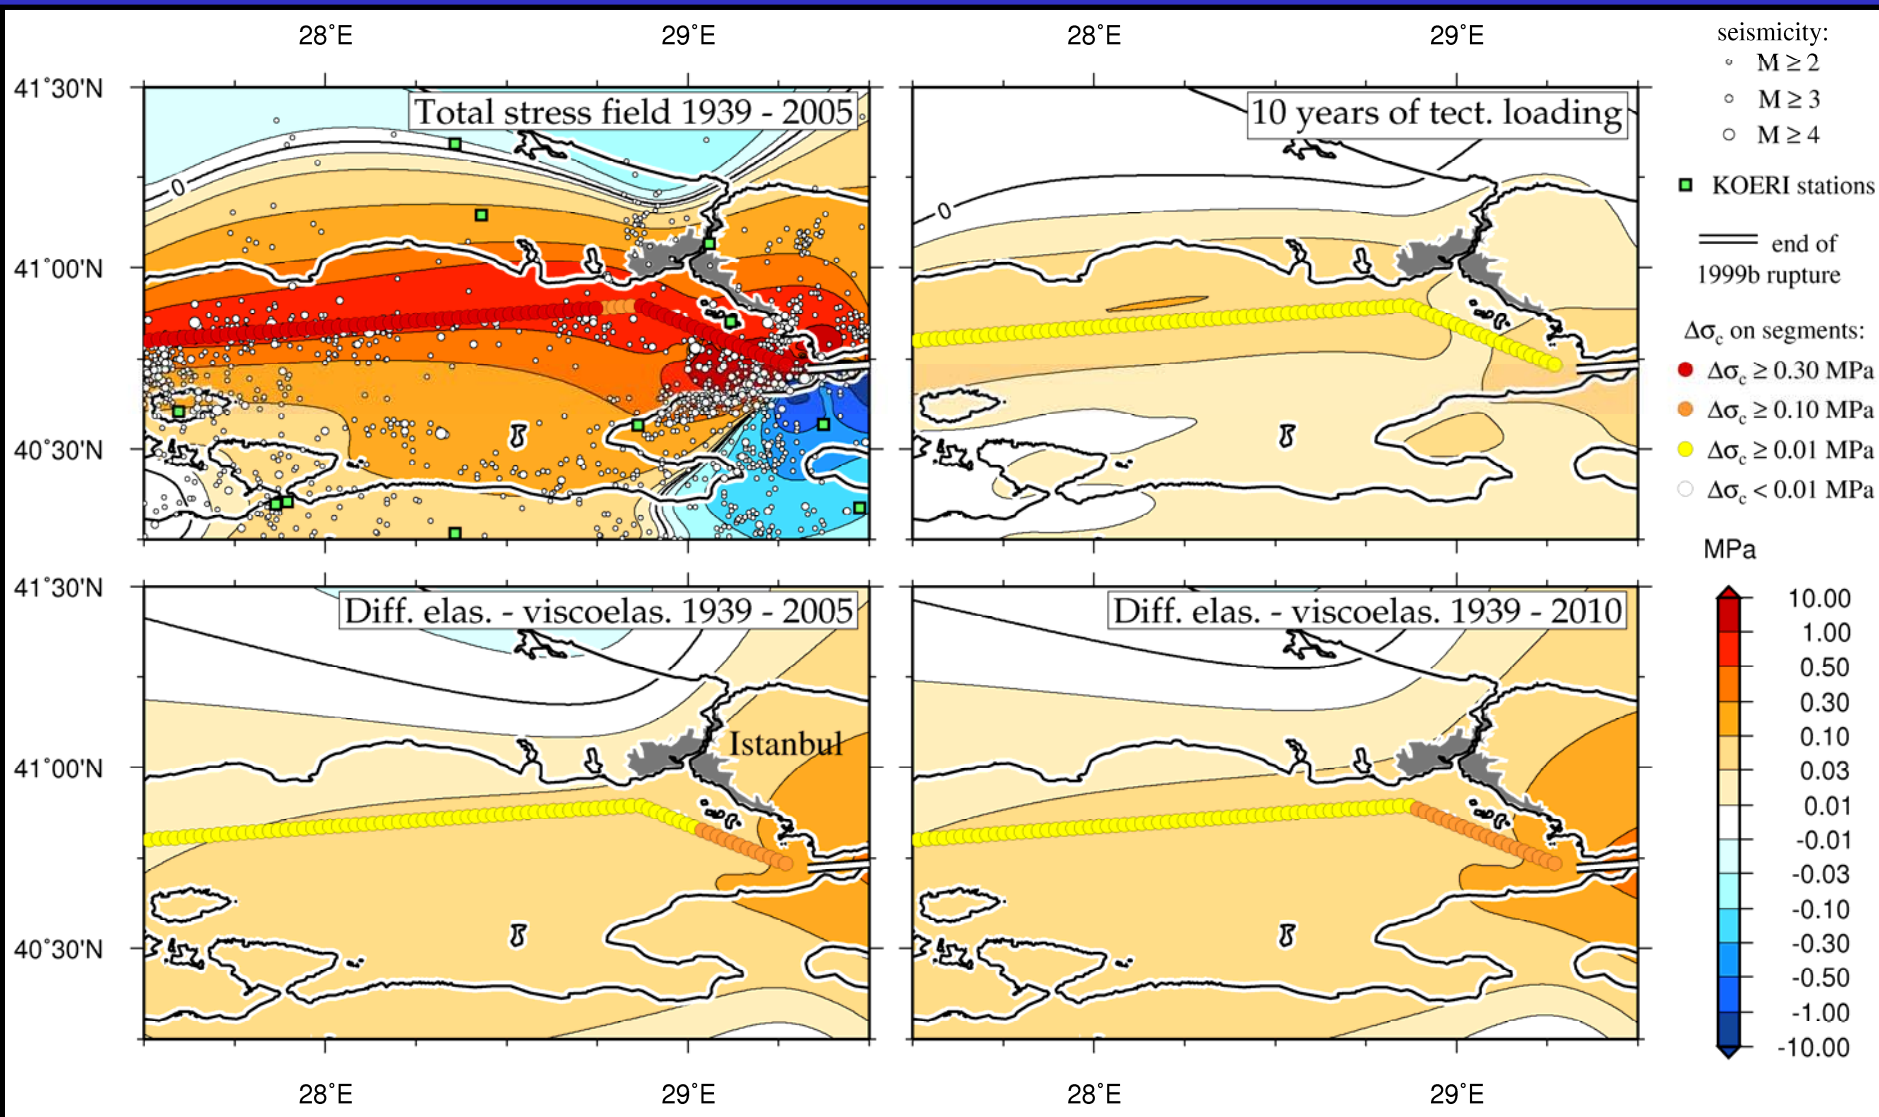 28°E 29°E 28°E 29°E
seismicity:
M ≥ 2
M ≥ 3
M ≥ 4
KOERI stations
end of
1999b rupture
Δσc on segments:
Δσc ≥ 0.30 MPa
Δσc ≥ 0.10 MPa
Δσc ≥ 0.01 MPa
Δσc < 0.01 MPa
41°30'N
Total stress field 1939 - 2005
0
41°00'N
40°30'N
10 years of tect. loading
0
41°30'N
Diff. elas. - viscoelas. 1939 - 2005
Istanbul
41°00'N
40°30'N
Diff. elas. - viscoelas. 1939 - 2010
MPa
10.00
1.00
0.50
0.30
0.10
0.03
0.01
-0.01
-0.03
-0.10
-0.30
-0.50
-1.00
-10.00
28°E 29°E 28°E 29°E